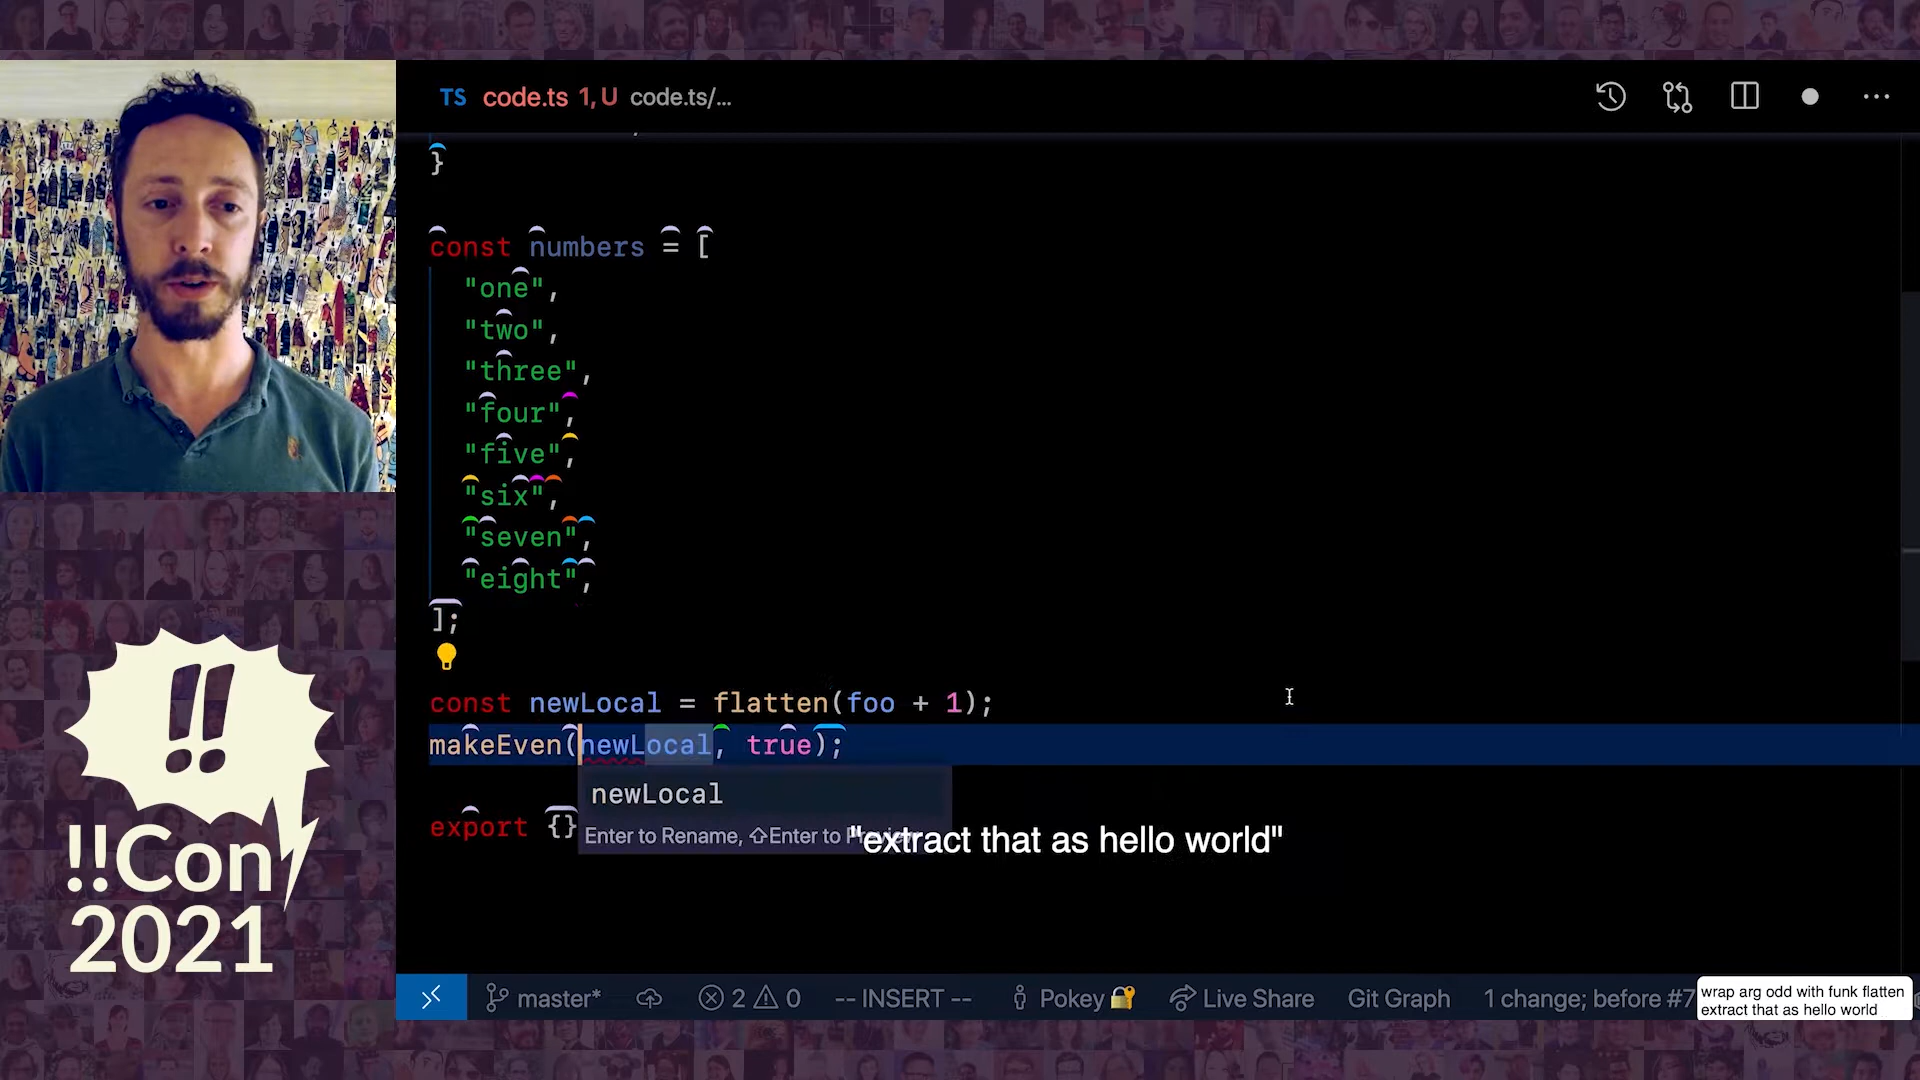 TS code.ts 1, U code.ts/...
}
const numbers = [
"one",
"two",
"three",
"four",
"five",
"six",
"seven",
"eight",
];
const newLocal = flatten(foo + 1);
makeEven(newLocal, true);
newLocal
Enter to Rename, ⇧Enter to
export {}
"extract that as hello world"
!!
!!Con
2021
master* 2 0 -- INSERT -- Pokey 🔐 Live Share Git Graph 1 change; before #7
wrap arg odd with funk flatten
extract that as hello world